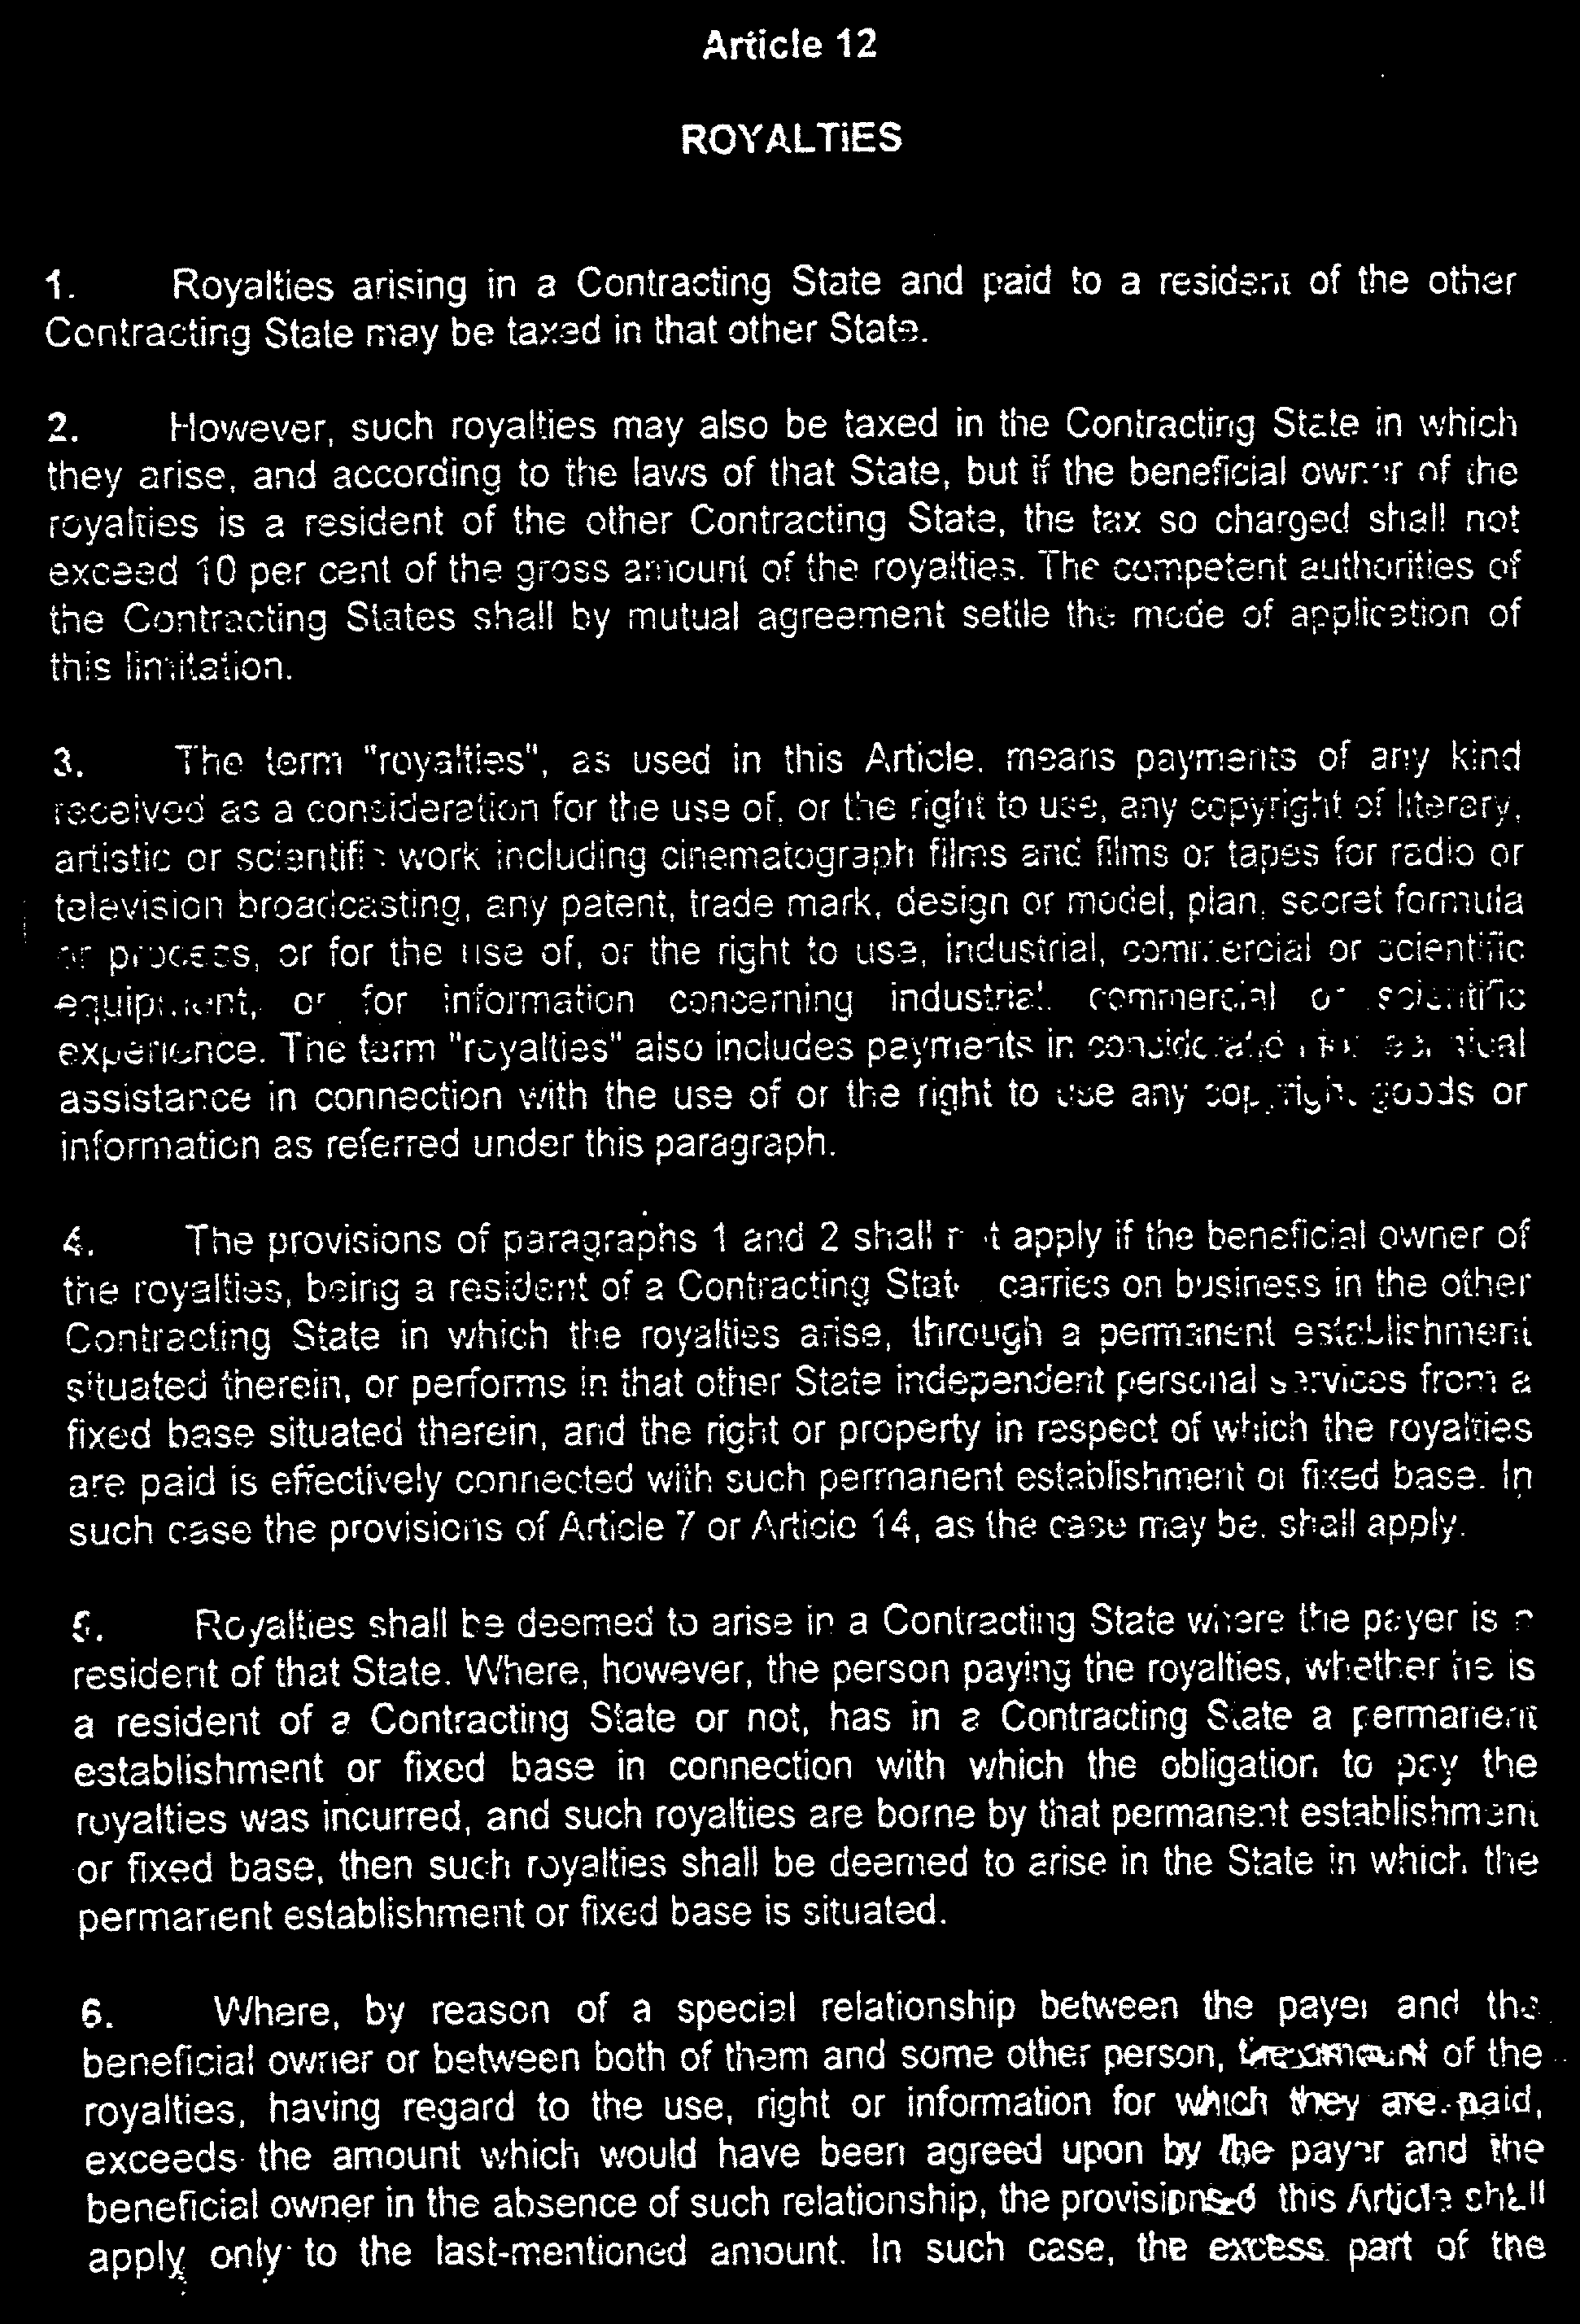 Article 12
ROYALTIES
1. Royalties arising in a Contracting State and paid to a resident of the other
Contracting State may be taxed in that other State.
2. However, such royalties may also be taxed in the Contracting State in which
they arise, and according to the laws of that State, but if the beneficial owner of the
royalties is a resident of the other Contracting State, the tax so charged shall not
exceed 10 per cent of the gross amount of the royalties. The competent authorities of
the Contracting States shall by mutual agreement settle the mode of application of
this limitation.
3. The term "royalties", as used in this Article, means payments of any kind
received as a consideration for the use of, or the right to use, any copyright of literary,
artistic or scientific work including cinematograph films and films or tapes for radio or
television broadcasting, any patent, trade mark, design or model, plan, secret formula
or process, or for the use of, or the right to use, industrial, commercial or scientific
equipment, or for information concerning industrial, commercial or scientific
experience. The term "royalties" also includes payments in
assistance in connection with the use of or the right to use any copyright, goods or
information as referred under this paragraph.
4. The provisions of paragraphs 1 and 2 shall not apply if the beneficial owner of
the royalties, being a resident of a Contracting State, carries on business in the other
Contracting State in which the royalties arise, through a permanent establishment
situated therein, or performs in that other State independent personal services from a
fixed base situated therein, and the right or property in respect of which the royalties
are paid is effectively connected with such permanent establishment or fixed base. In
such case the provisions of Article 7 or Article 14, as the case may be, shall apply.
5. Royalties shall be deemed to arise in a Contracting State where the payer is a
resident of that State. Where, however, the person paying the royalties, whether he is
a resident of a Contracting State or not, has in a Contracting State a permanent
establishment or fixed base in connection with which the obligation to pay the
royalties was incurred, and such royalties are borne by that permanent establishment
or fixed base, then such royalties shall be deemed to arise in the State in which the
permanent establishment or fixed base is situated.
6. Where, by reason of a special relationship between the payer and the
beneficial owner or between both of them and some other person, the amount of the
royalties, having regard to the use, right or information for which they are paid,
exceeds the amount which would have been agreed upon by the payer and the
beneficial owner in the absence of such relationship, the provisions of this Article shall
apply only to the last-mentioned amount. In such case, the excess part of the